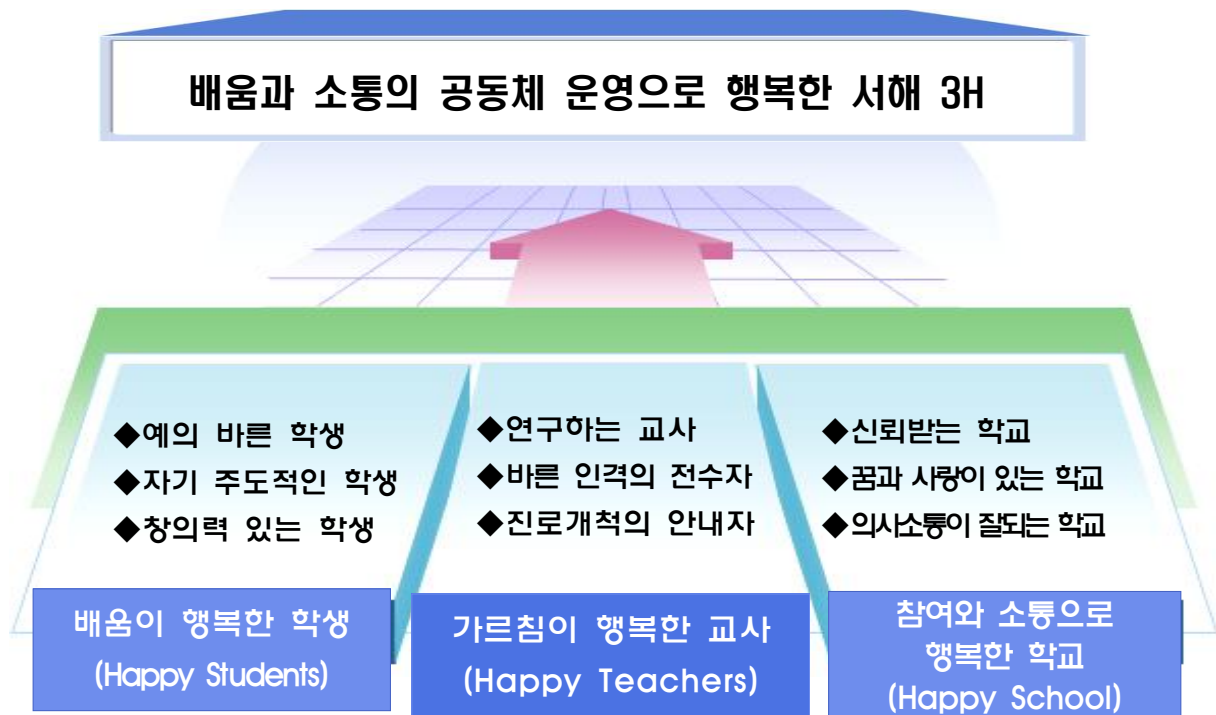 배움과 소통의 공동체 운영으로 행복한 서해 3H
◆예의 바른 학생
◆자기 주도적인 학생
◆창의력 있는 학생
배움이 행복한 학생
(Happy Students)
◆연구하는 교사
◆바른 인격의 전수자
◆진로개척의 안내자
가르침이 행복한 교사
(Happy Teachers)
◆신뢰받는 학교
◆꿈과 사랑이 있는 학교
◆의사소통이 잘되는 학교
참여와 소통으로
행복한 학교
(Happy School)